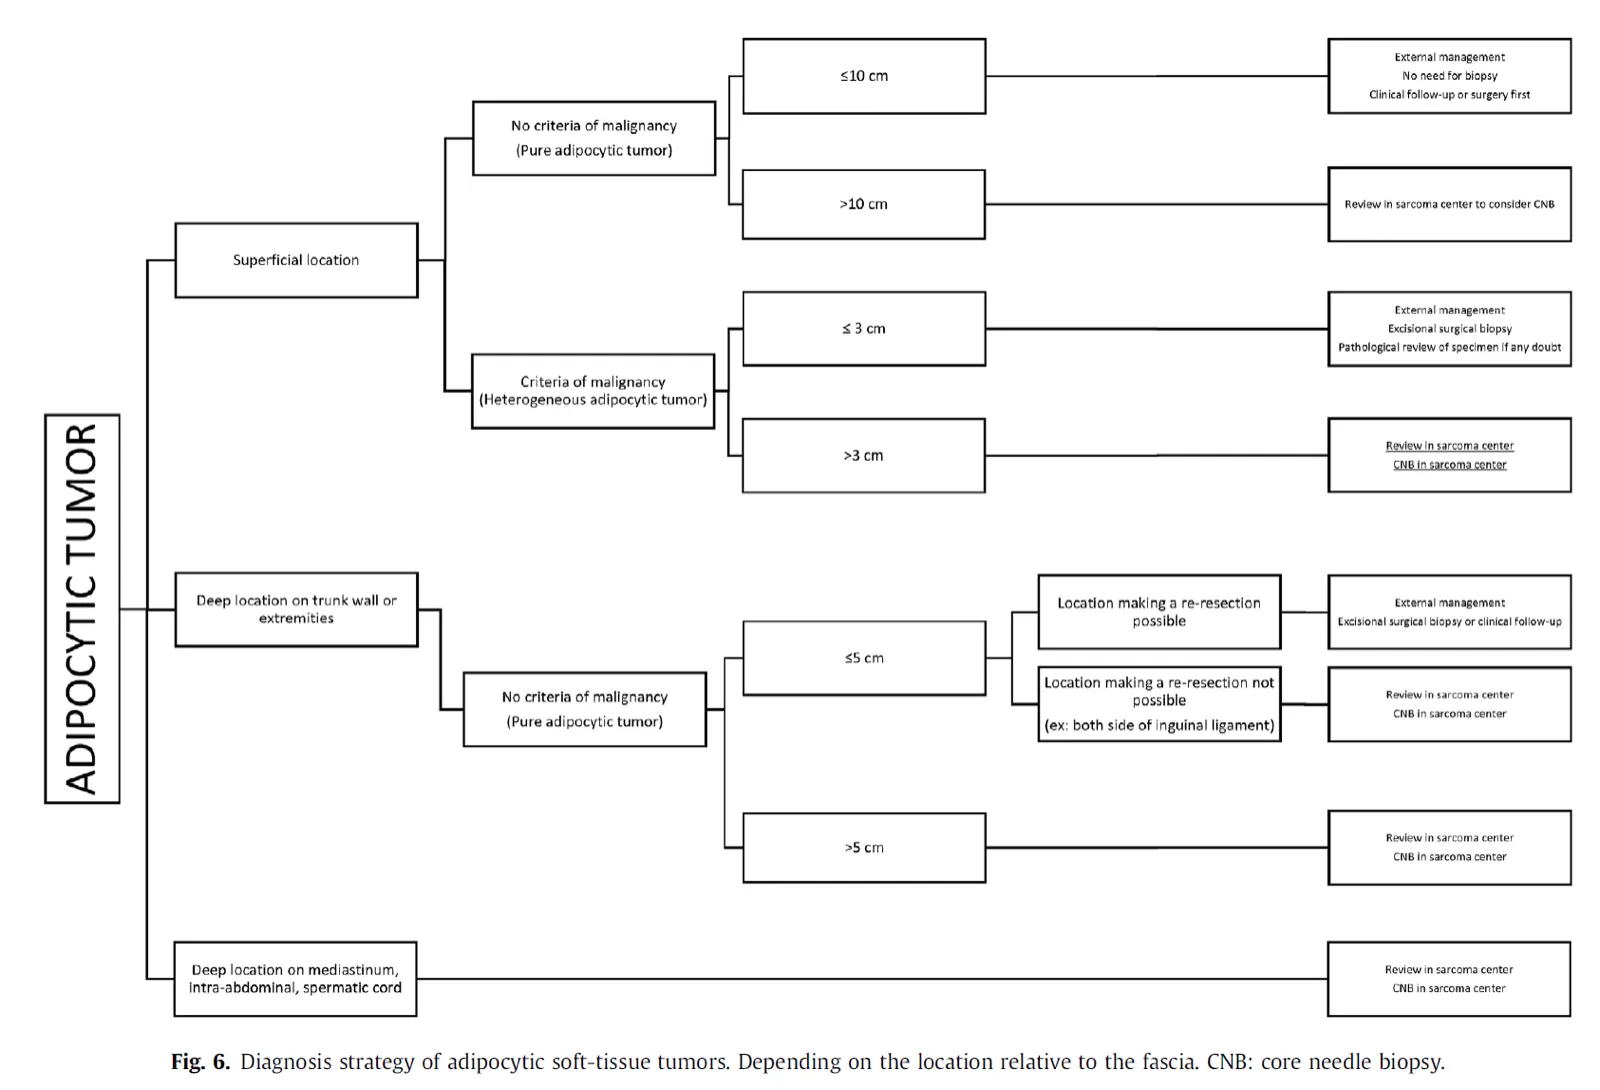 ADIPOCYTIC TUMOR
Superficial location
No criteria of malignancy
(Pure adipocytic tumor)
≤10 cm
External management
No need for biopsy
Clinical follow-up or surgery first
>10 cm
Review in sarcoma center to consider CNB
Criteria of malignancy
(Heterogeneous adipocytic tumor)
≤ 3 cm
External management
Excisional surgical biopsy
Pathological review of specimen if any doubt
>3 cm
Review in sarcoma center
CNB in sarcoma center
Deep location on trunk wall or
extremities
No criteria of malignancy
(Pure adipocytic tumor)
≤5 cm
Location making a re-resection
possible
External management
Excisional surgical biopsy or clinical follow-up
Location making a re-resection not
possible
(ex: both side of inguinal ligament)
Review in sarcoma center
CNB in sarcoma center
>5 cm
Review in sarcoma center
CNB in sarcoma center
Deep location on mediastinum,
intra-abdominal, spermatic cord
Review in sarcoma center
CNB in sarcoma center
Fig. 6. Diagnosis strategy of adipocytic soft-tissue tumors. Depending on the location relative to the fascia. CNB: core needle biopsy.